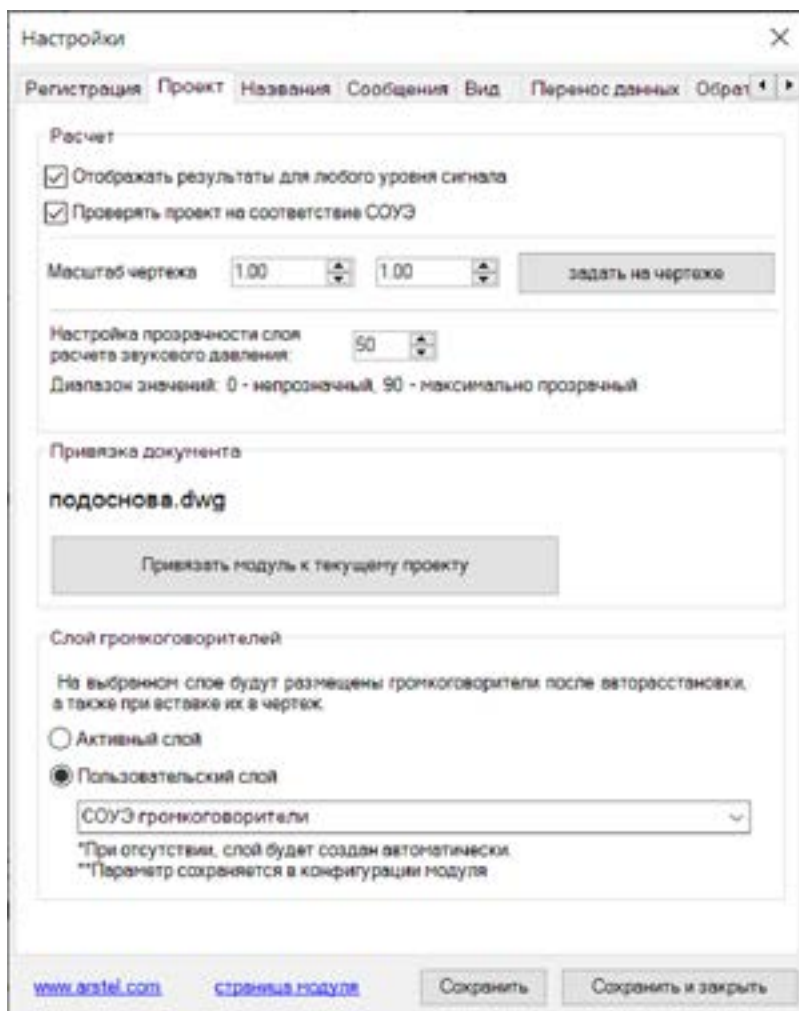 Настройки
Регистрация Проект Названия Сообщения Вид Перенос данных Обрат
Расчет
Отображать результаты для любого уровня сигнала
Проверять проект на соответствие СОУЭ
Масштаб чертежа 1.00 1.00 задать на чертеже
Настройка прозрачности слоя
расчета звукового давления: 50
Диапазон значений: 0 - непрозначный, 90 - максимально прозрачный
Привязка документа
подоснова.dwg
Привязать модуль к текущему проекту
Слой громкоговорителей
На выбранном слое будут размещены громкоговорители после авторасстановки,
а также при вставке их в чертеж.
Активный слой
Пользовательский слой
СОУЭ громкоговорители
*При отсутствии, слой будет создан автоматически.
**Параметр сохраняется в конфигурации модуля
www.arstel.com страница модуля Сохранить Сохранить и закрыть